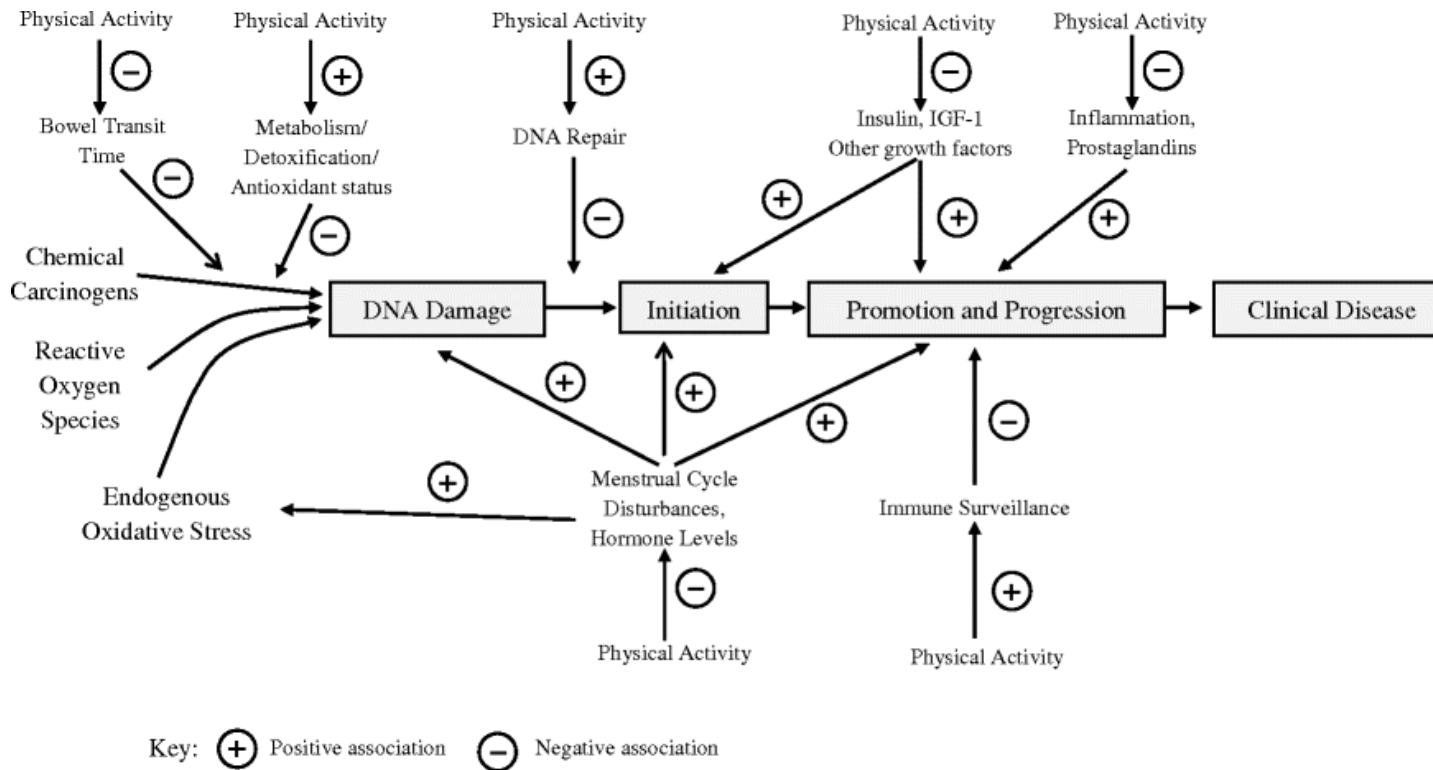 Physical Activity
Physical Activity
Physical Activity
Physical Activity
Physical Activity
−
+
+
−
−
Bowel Transit
Time
Metabolism/
Detoxification/
Antioxidant status
DNA Repair
Insulin, IGF-1
Other growth factors
Inflammation,
Prostaglandins
−
−
−
+
+
+
Chemical
Carcinogens
DNA Damage
Initiation
Promotion and Progression
Clinical Disease
Reactive
Oxygen
Species
+
+
+
−
Endogenous
Oxidative Stress
+
Menstrual Cycle
Disturbances,
Hormone Levels
Immune Surveillance
−
+
Physical Activity
Physical Activity
Key: + Positive association − Negative association